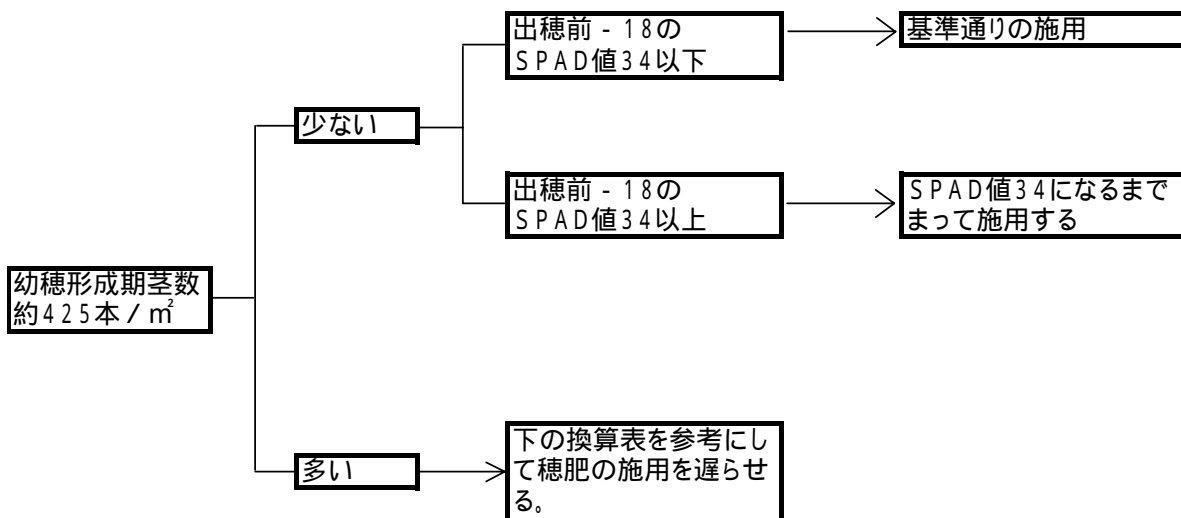 出穂前-18の
SPAD値34以下
基準通りの施用
少ない
出穂前-18の
SPAD値34以上
SPAD値34になるまで
まって施用する
幼穂形成期茎数
約425本/㎡
多い
下の換算表を参考にし
て穂肥の施用を遅らせ
る。